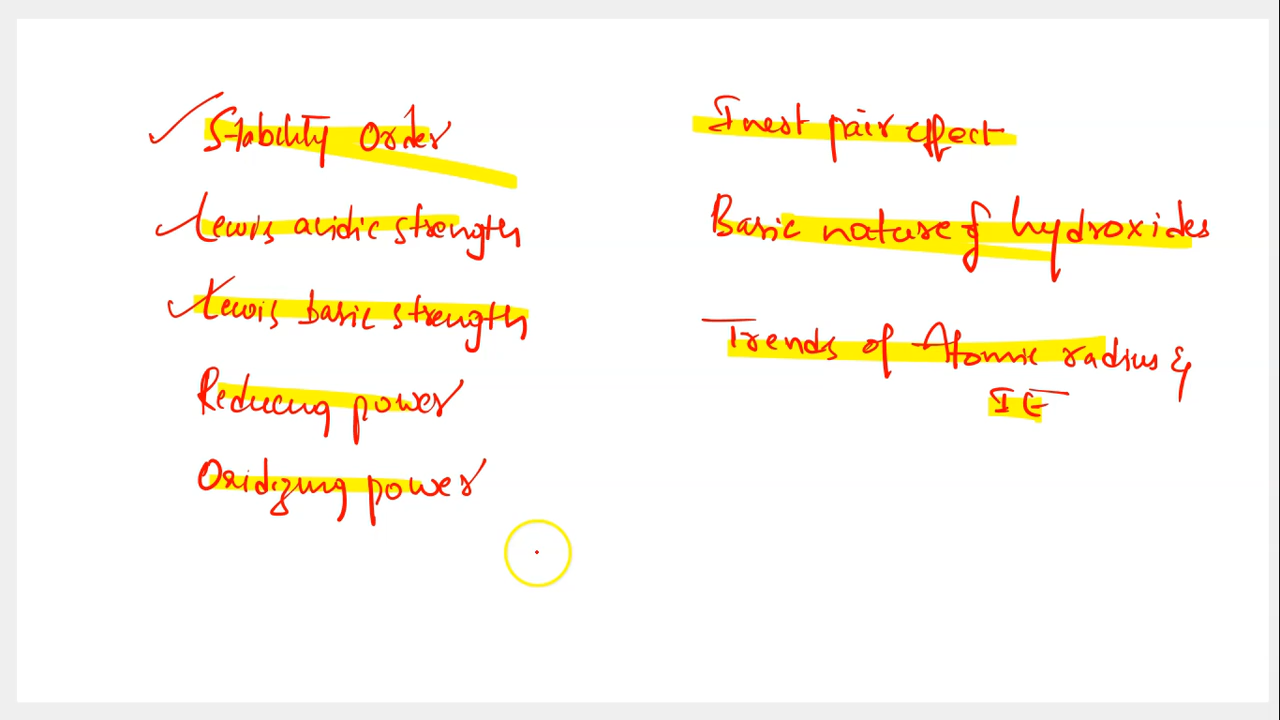 Stability Order
Lewis acidic strength
Lewis basic strength
Reducing power
Oxidizing power
Inert pair effect
Basic nature of hydroxides
Trends of Atomic radius &
IE